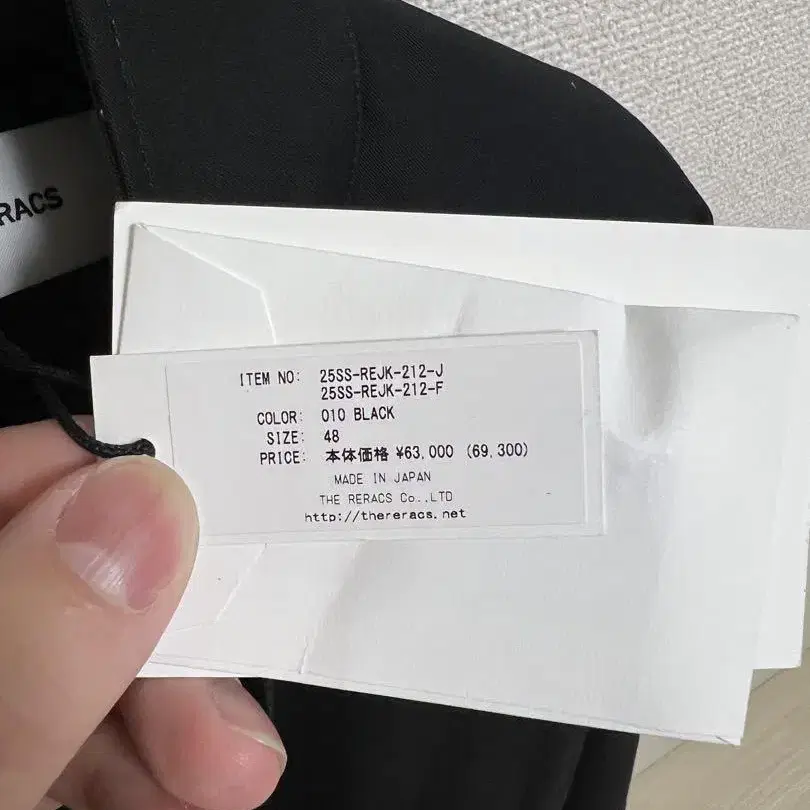 RERACS
ITEM NO: 25SS-REJK-212-J
25SS-REJK-212-F
COLOR: 010 BLACK
SIZE: 48
PRICE: 本体価格 ¥63,000 (69,300)
MADE IN JAPAN
THE RERACS Co.,LTD
http://thereracs.net